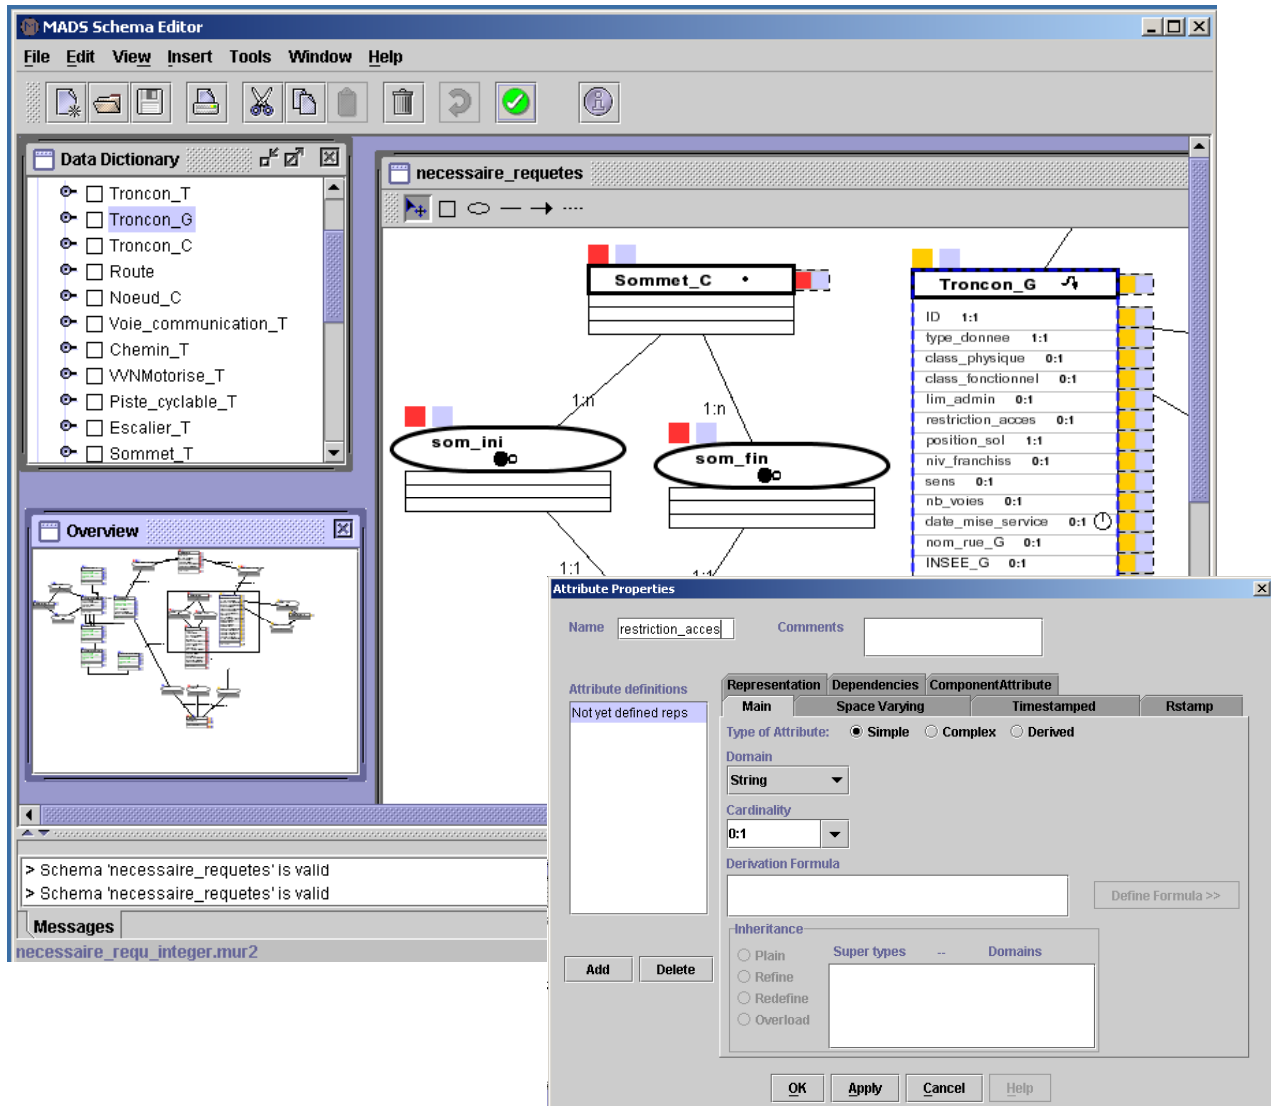 MADS Schema Editor
File Edit View Insert Tools Window Help
Data Dictionary
Troncon_T
Troncon_G
Troncon_C
Route
Noeud_C
Voie_communication_T
Chemin_T
VVNMotorise_T
Piste_cyclable_T
Escalier_T
Sommet_T
Overview
necessaire_requetes
Sommet_C
1:n
1:n
som_ini
som_fin
1:1
1:1
Troncon_G
ID 1:1
type_donnee 1:1
class_physique 0:1
class_fonctionnel 0:1
lim_admin 0:1
restriction_acces 0:1
position_sol 1:1
niv_franchiss 0:1
sens 0:1
nb_voies 0:1
date_mise_service 0:1
nom_rue_G 0:1
INSEE_G 0:1
> Schema 'necessaire_requetes' is valid
> Schema 'necessaire_requetes' is valid
Messages
necessaire_requ_integer.mur2
Attribute Properties
Name restriction_acces Comments
Attribute definitions
Not yet defined reps
Add Delete
Representation Dependencies ComponentAttribute
Main Space Varying Timestamped Rstamp
Type of Attribute: Simple Complex Derived
Domain
String
Cardinality
0:1
Derivation Formula
Define Formula >>
Inheritance
Plain
Refine
Redefine
Overload
Super types -- Domains
OK Apply Cancel Help